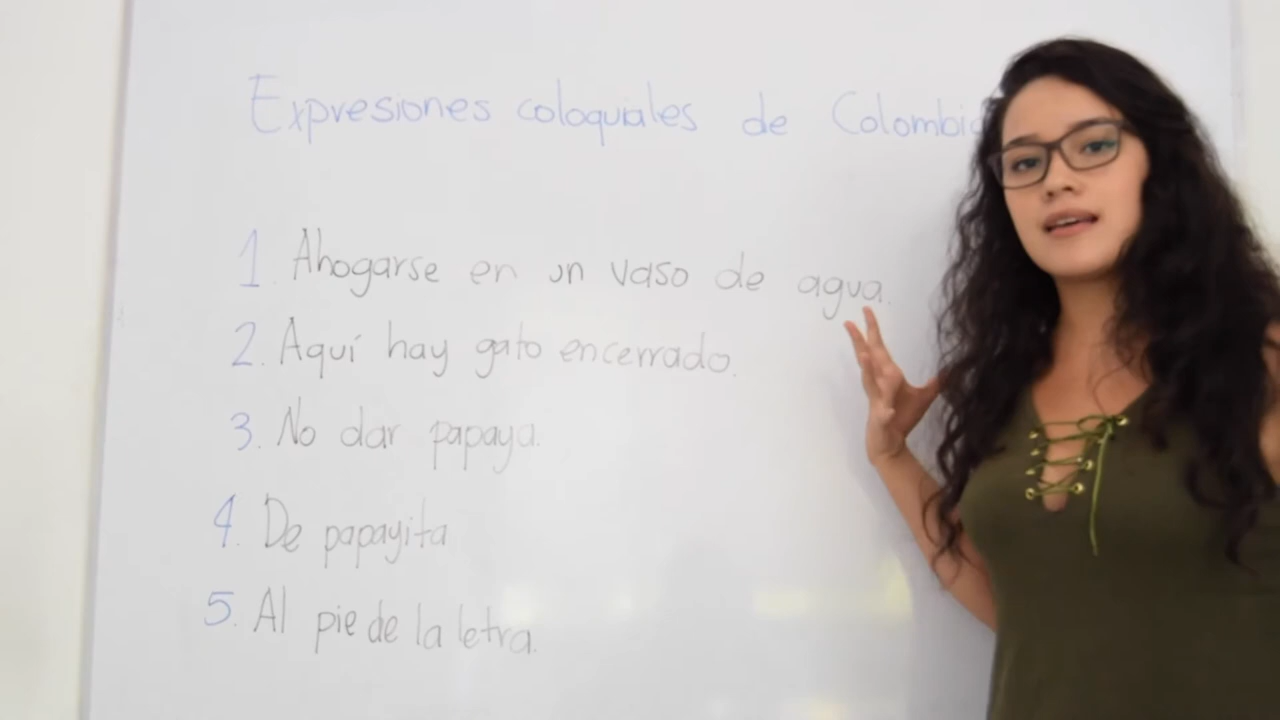 Expresiones coloquiales de Colombia
1. Ahogarse en un vaso de agua.
2. Aquí hay gato encerrado.
3. No dar papaya.
4. De papayita
5. Al pie de la letra.